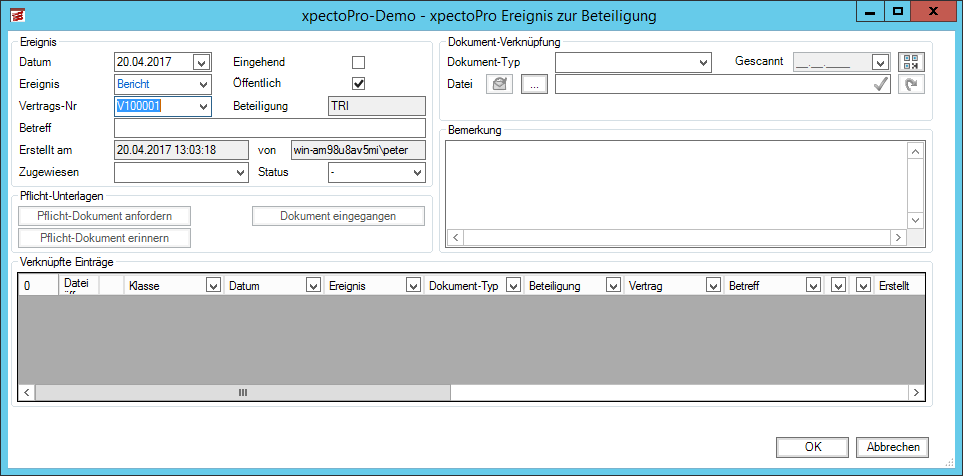 xpectoPro-Demo - xpectoPro Ereignis zur Beteiligung
Ereignis
Datum 20.04.2017 Eingehend
Ereignis Bericht Öffentlich
Vertrags-Nr V100001 Beteiligung TRI
Betreff
Erstellt am 20.04.2017 13:03:18 von win-am98u8av5mi\peter
Zugewiesen Status -
Pflicht-Unterlagen
Pflicht-Dokument anfordern Dokument eingegangen
Pflicht-Dokument erinnern
Dokument-Verknüpfung
Dokument-Typ Gescannt __.__.____
Datei ...
Bemerkung
Verknüpfte Einträge
0 Datei Klasse Datum Ereignis Dokument-Typ Beteiligung Vertrag Betreff Erstellt
OK Abbrechen